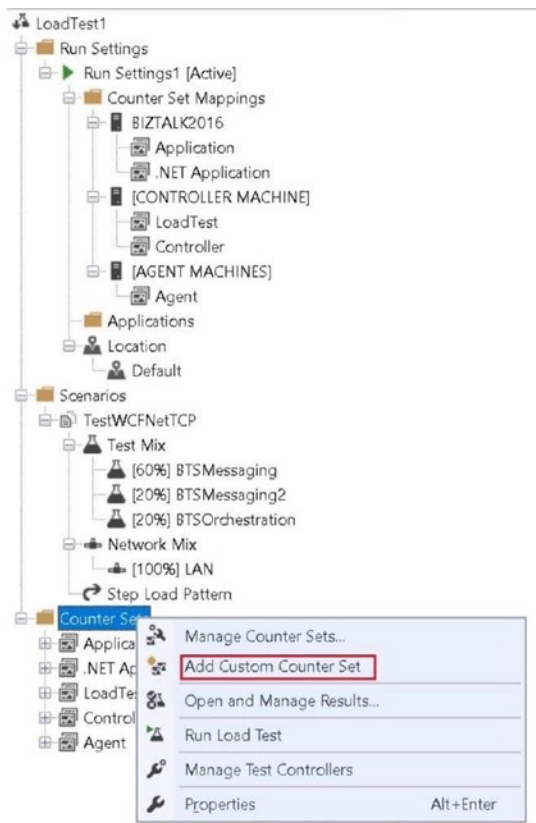 LoadTest1
Run Settings
Run Settings1 [Active]
Counter Set Mappings
BIZTALK2016
Application
.NET Application
[CONTROLLER MACHINE]
LoadTest
Controller
[AGENT MACHINES]
Agent
Applications
Location
Default
Scenarios
TestWCFNetTCP
Test Mix
[60%] BTSMessaging
[20%] BTSMessaging2
[20%] BTSOrchestration
Network Mix
[100%] LAN
Step Load Pattern
Counter Sets
Applica
.NET Ap
LoadTe
Control
Agent
Manage Counter Sets...
Add Custom Counter Set
Open and Manage Results...
Run Load Test
Manage Test Controllers
Properties Alt+Enter